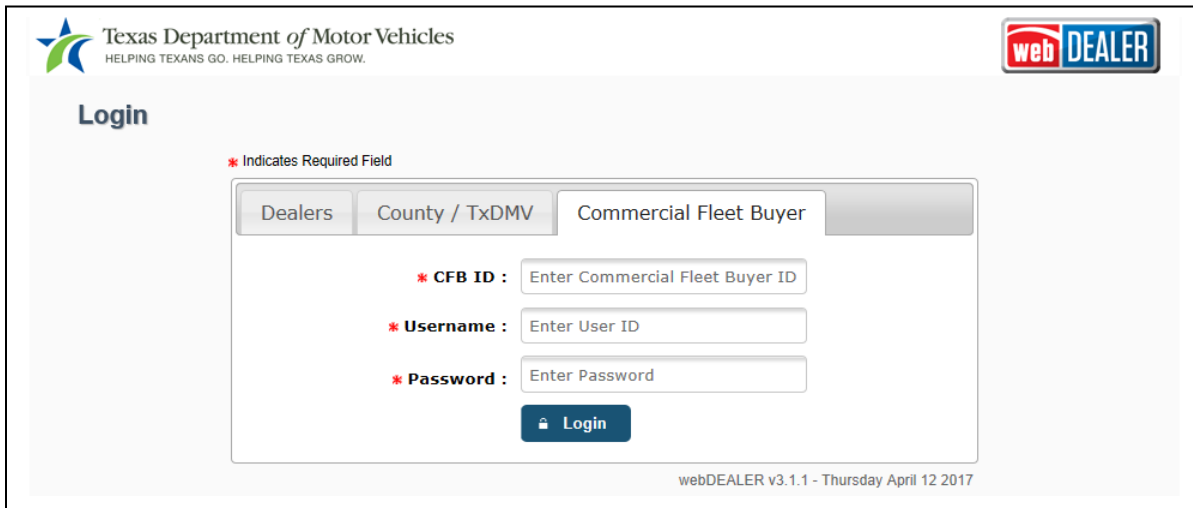 Texas Department of Motor Vehicles
HELPING TEXANS GO. HELPING TEXAS GROW.
web DEALER
Login
* Indicates Required Field
Dealers County / TxDMV Commercial Fleet Buyer
* CFB ID : Enter Commercial Fleet Buyer ID
* Username : Enter User ID
* Password : Enter Password
Login
webDEALER v3.1.1 - Thursday April 12 2017